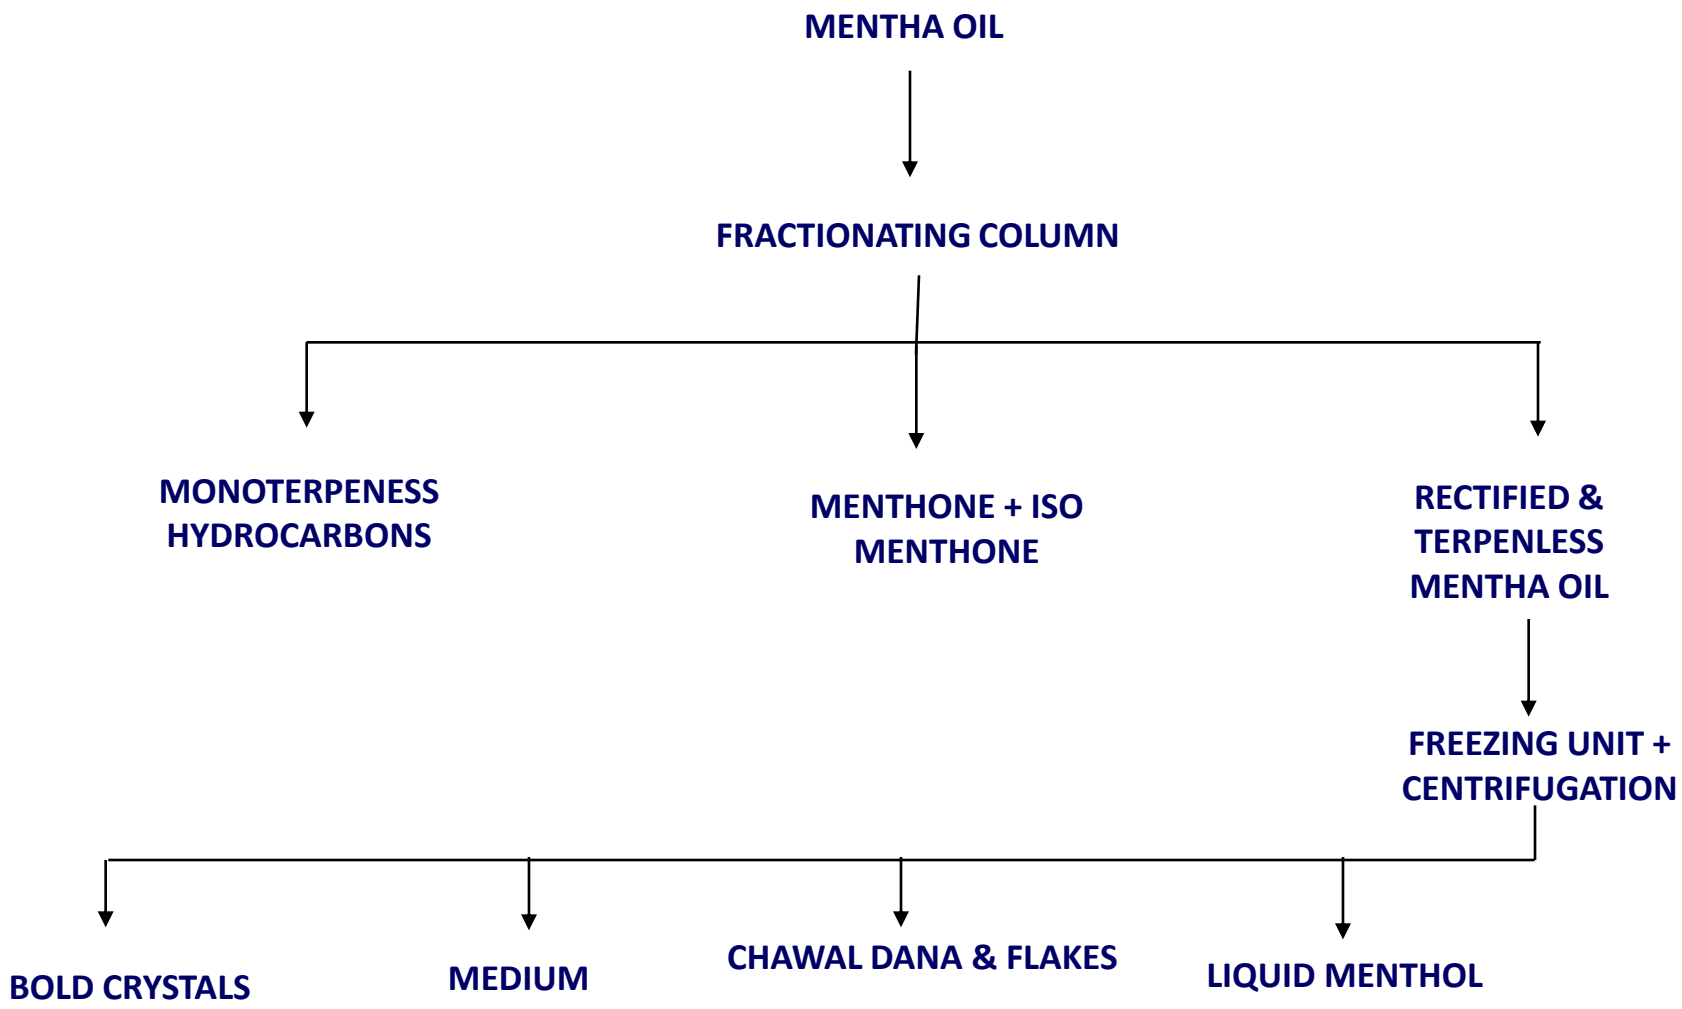 MENTHA OIL
FRACTIONATING COLUMN
MONOTERPENESS
HYDROCARBONS
MENTHONE + ISO
MENTHONE
RECTIFIED &
TERPENLESS
MENTHA OIL
FREEZING UNIT +
CENTRIFUGATION
BOLD CRYSTALS
MEDIUM
CHAWAL DANA & FLAKES
LIQUID MENTHOL